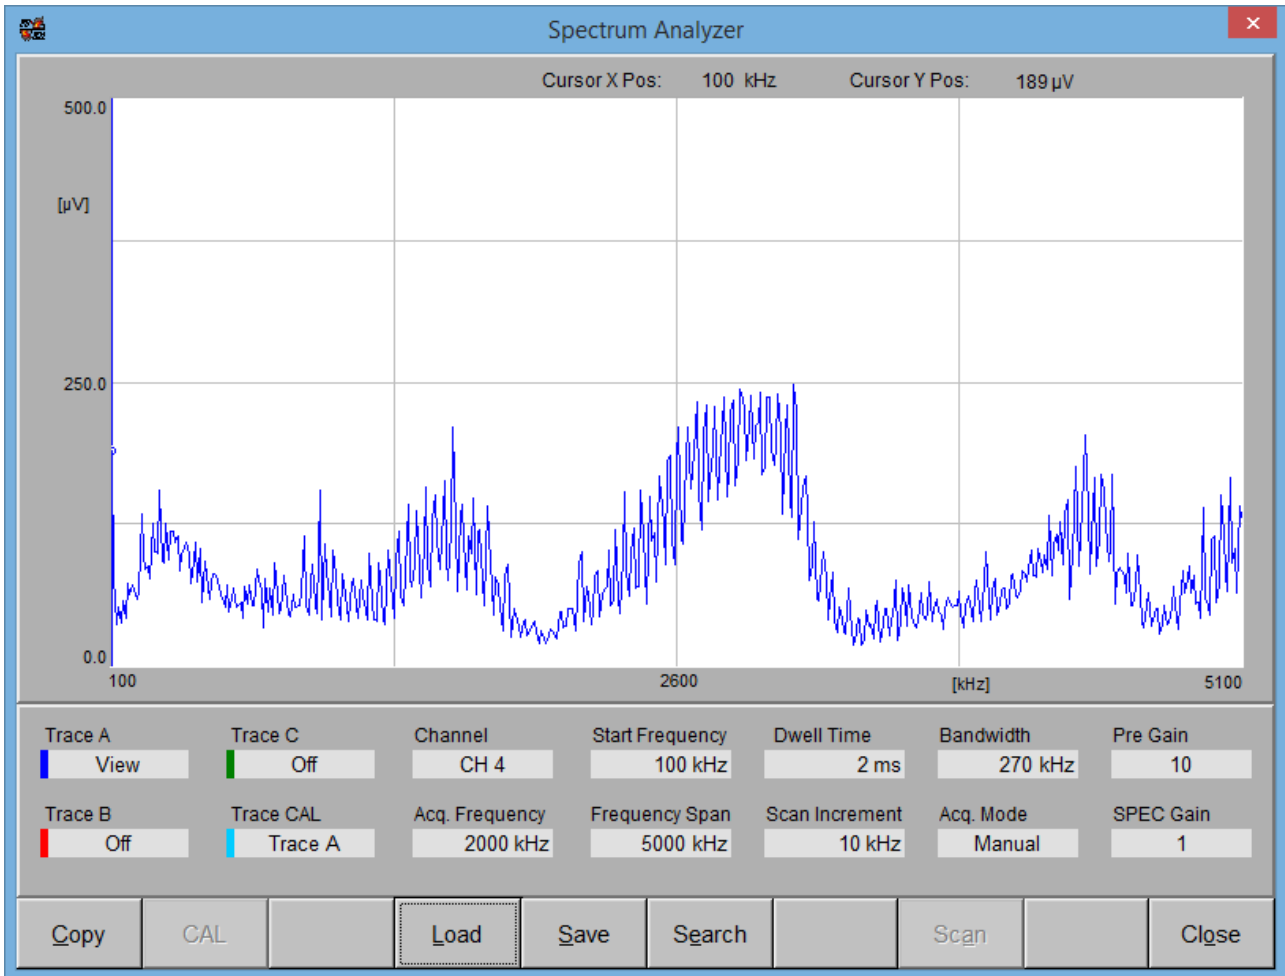 Spectrum Analyzer
Cursor X Pos: 100 kHz Cursor Y Pos: 189 µV
500.0
[µV]
250.0
0.0
100 2600 [kHz] 5100
Trace A Trace C Channel Start Frequency Dwell Time Bandwidth Pre Gain
View Off CH 4 100 kHz 2 ms 270 kHz 10
Trace B Trace CAL Acq. Frequency Frequency Span Scan Increment Acq. Mode SPEC Gain
Off Trace A 2000 kHz 5000 kHz 10 kHz Manual 1
Copy CAL Load Save Search Scan Close